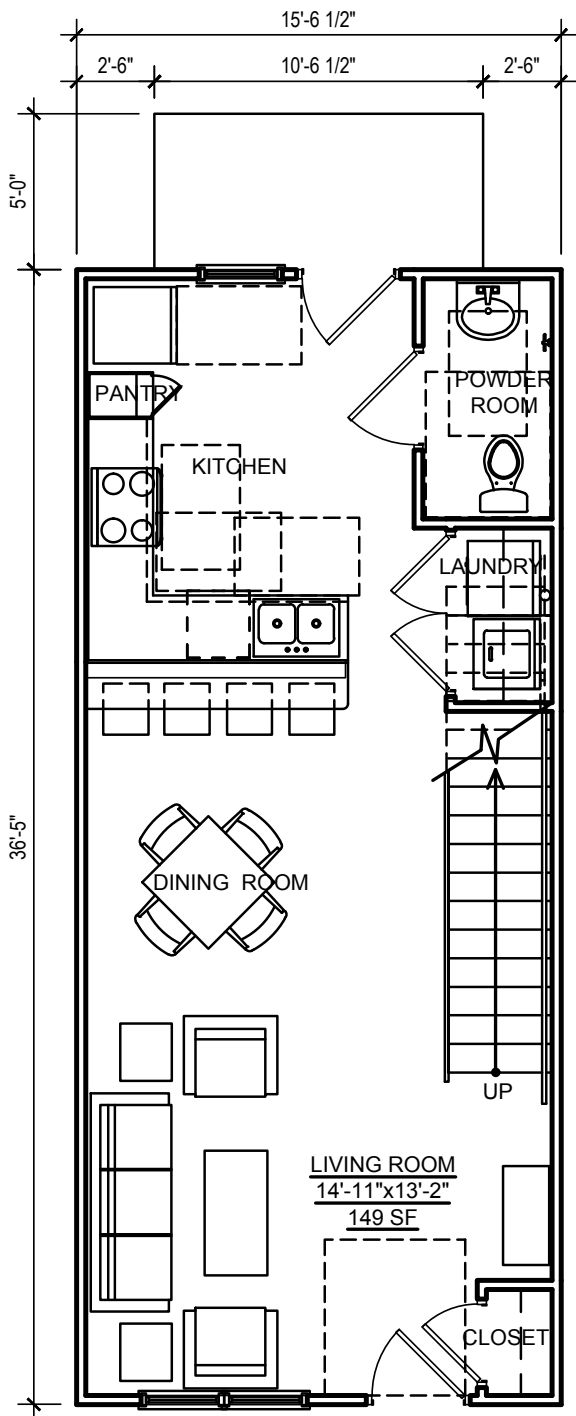 15'-6 1/2"
2'-6"
10'-6 1/2"
2'-6"
5'-0"
PANTRY
POWDER
ROOM
KITCHEN
LAUNDRY
36'-5"
DINING ROOM
UP
LIVING ROOM
14'-11"x13'-2"
149 SF
CLOSET